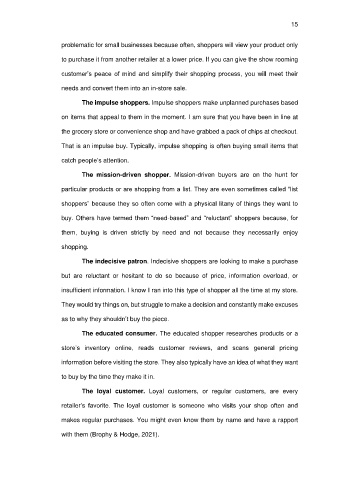 15
problematic for small businesses because often, shoppers will view your product only
to purchase it from another retailer at a lower price. If you can give the show rooming
customer's peace of mind and simplify their shopping process, you will meet their
needs and convert them into an in-store sale.
The impulse shoppers. Impulse shoppers make unplanned purchases based
on items that appeal to them in the moment. I am sure that you have been in line at
the grocery store or convenience shop and have grabbed a pack of chips at checkout.
That is an impulse buy. Typically, impulse shopping is often buying small items that
catch people's attention.
The mission-driven shopper. Mission-driven buyers are on the hunt for
particular products or are shopping from a list. They are even sometimes called "list
shoppers" because they so often come with a physical litany of things they want to
buy. Others have termed them "need-based" and "reluctant" shoppers because, for
them, buying is driven strictly by need and not because they necessarily enjoy
shopping.
The indecisive patron. Indecisive shoppers are looking to make a purchase
but are reluctant or hositant to do so because of price, information overload, or
insufficient information. I know I ran into this type of shopper all the time at my store.
They would try things on, but struggle to make a decision and constantly make excuses
as to why they shouldn't buy the piece.
The educated consumer. The educated shopper researches products or a
store's inventory online, reads customer reviews, and scans general pricing
information before visiting the store. They also typically have an idea of what they want
to buy by the time they make it in.
The loyal customer. Loyal customers, or regular customers, are every
retailer's favorite. The loyal customer is someone who visits your shop often and
makes regular purchases. You might even know them by name and have a rapport
with them (Brophy & Hodge, 2021).